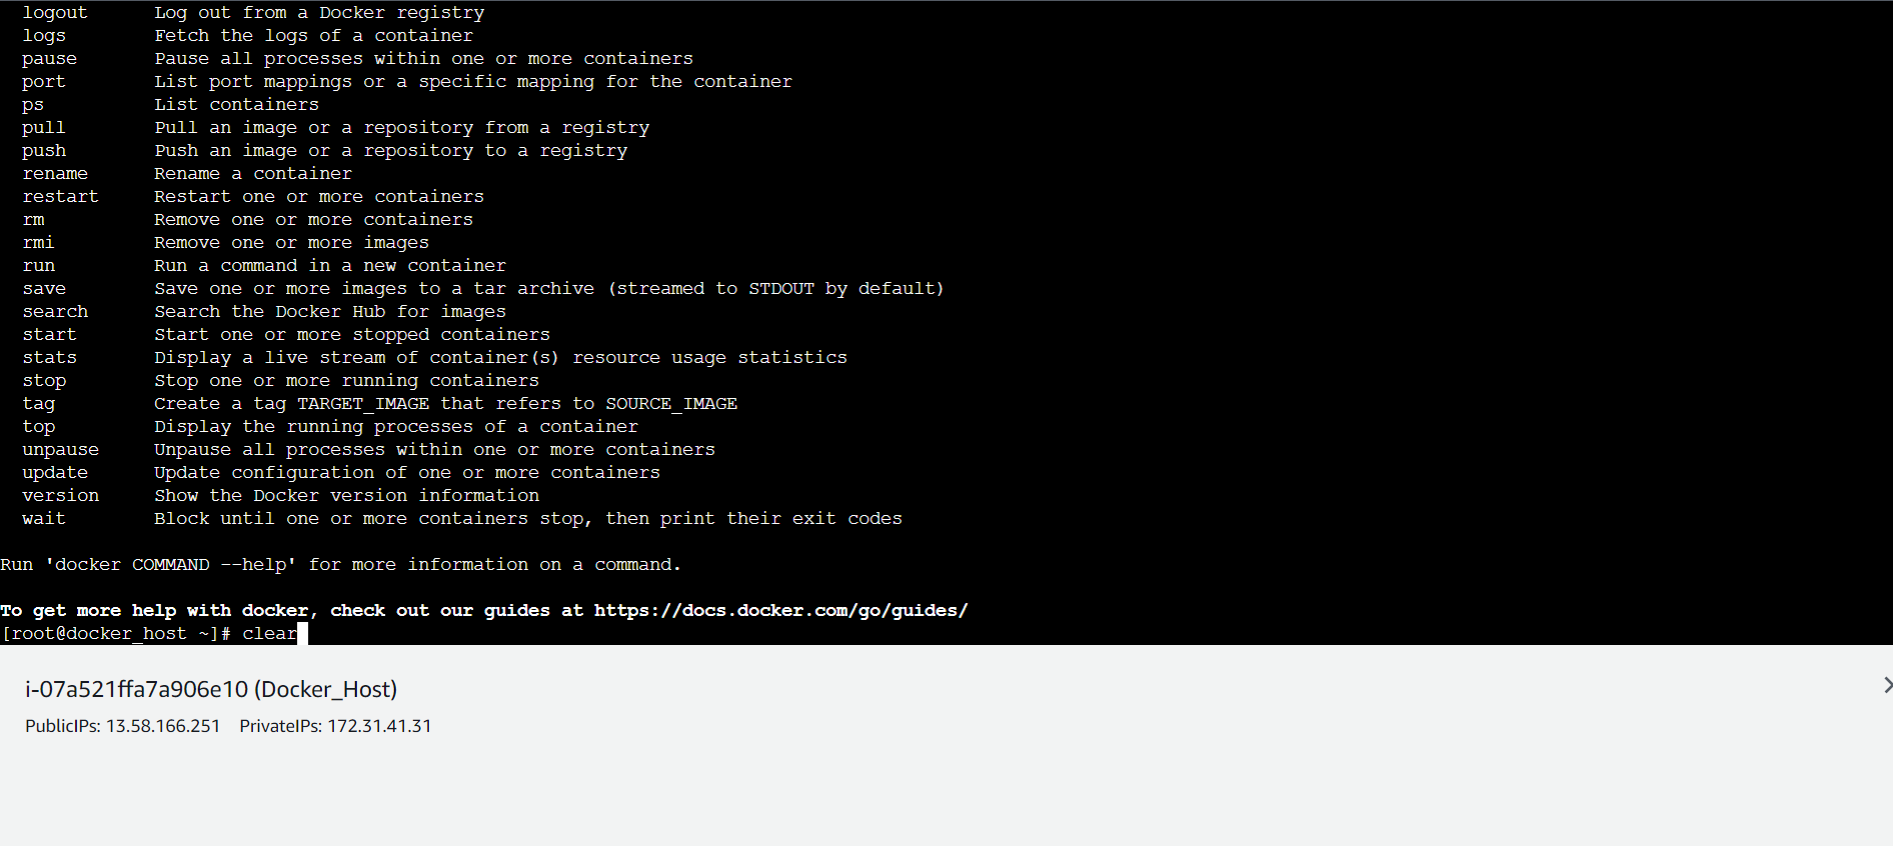 logout      Log out from a Docker registry
logs        Fetch the logs of a container
pause       Pause all processes within one or more containers
port        List port mappings or a specific mapping for the container
ps          List containers
pull        Pull an image or a repository from a registry
push        Push an image or a repository to a registry
rename      Rename a container
restart     Restart one or more containers
rm          Remove one or more containers
rmi         Remove one or more images
run         Run a command in a new container
save        Save one or more images to a tar archive (streamed to STDOUT by default)
search      Search the Docker Hub for images
start       Start one or more stopped containers
stats       Display a live stream of container(s) resource usage statistics
stop        Stop one or more running containers
tag         Create a tag TARGET_IMAGE that refers to SOURCE_IMAGE
top         Display the running processes of a container
unpause     Unpause all processes within one or more containers
update      Update configuration of one or more containers
version     Show the Docker version information
wait        Block until one or more containers stop, then print their exit codes
Run 'docker COMMAND --help' for more information on a command.
To get more help with docker, check out our guides at https://docs.docker.com/go/guides/
[root@docker_host ~]# clear
i-07a521ffa7a906e10 (Docker_Host)
PublicIPs: 13.58.166.251    PrivateIPs: 172.31.41.31